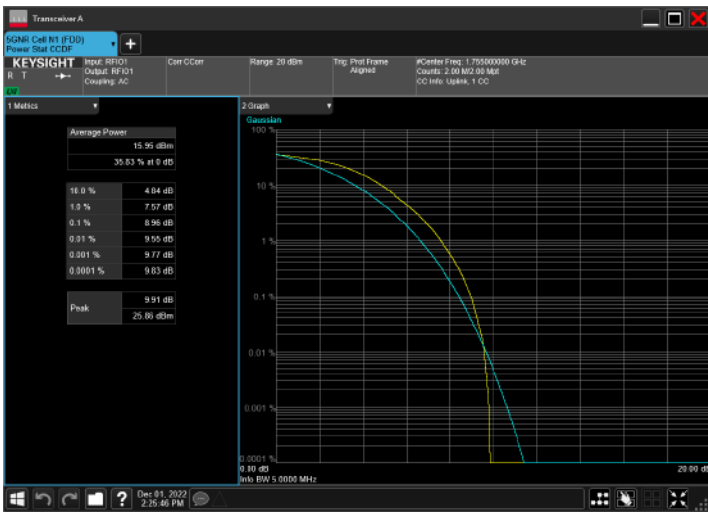 Transceiver A
5GNR Cell N1 (FDD)
Power Stat CCDF
KEYSIGHT
R T
Input: RFIO1
Output: RFIO1
Coupling: AC
Corr CCorr
Range: 20 dBm
Trig: Prot Frame
Aligned
#Center Freq: 1.755000000 GHz
Counts: 2.00 M/2.00 Mpt
CC Info: Uplink, 1 CC
1 Metrics
Average Power
15.95 dBm
35.83 % at 0 dB
10.0 % 4.84 dB
1.0 % 7.57 dB
0.1 % 8.96 dB
0.01 % 9.55 dB
0.001 % 9.77 dB
0.0001 % 9.83 dB
Peak
9.91 dB
25.86 dBm
2 Graph
Gaussian
100 %
10 %
1 %
0.1 %
0.01 %
0.001 %
0.0001 %
0.00 dB
20.00 dB
Info BW 5.0000 MHz
?
Dec 01, 2022
2:25:46 PM